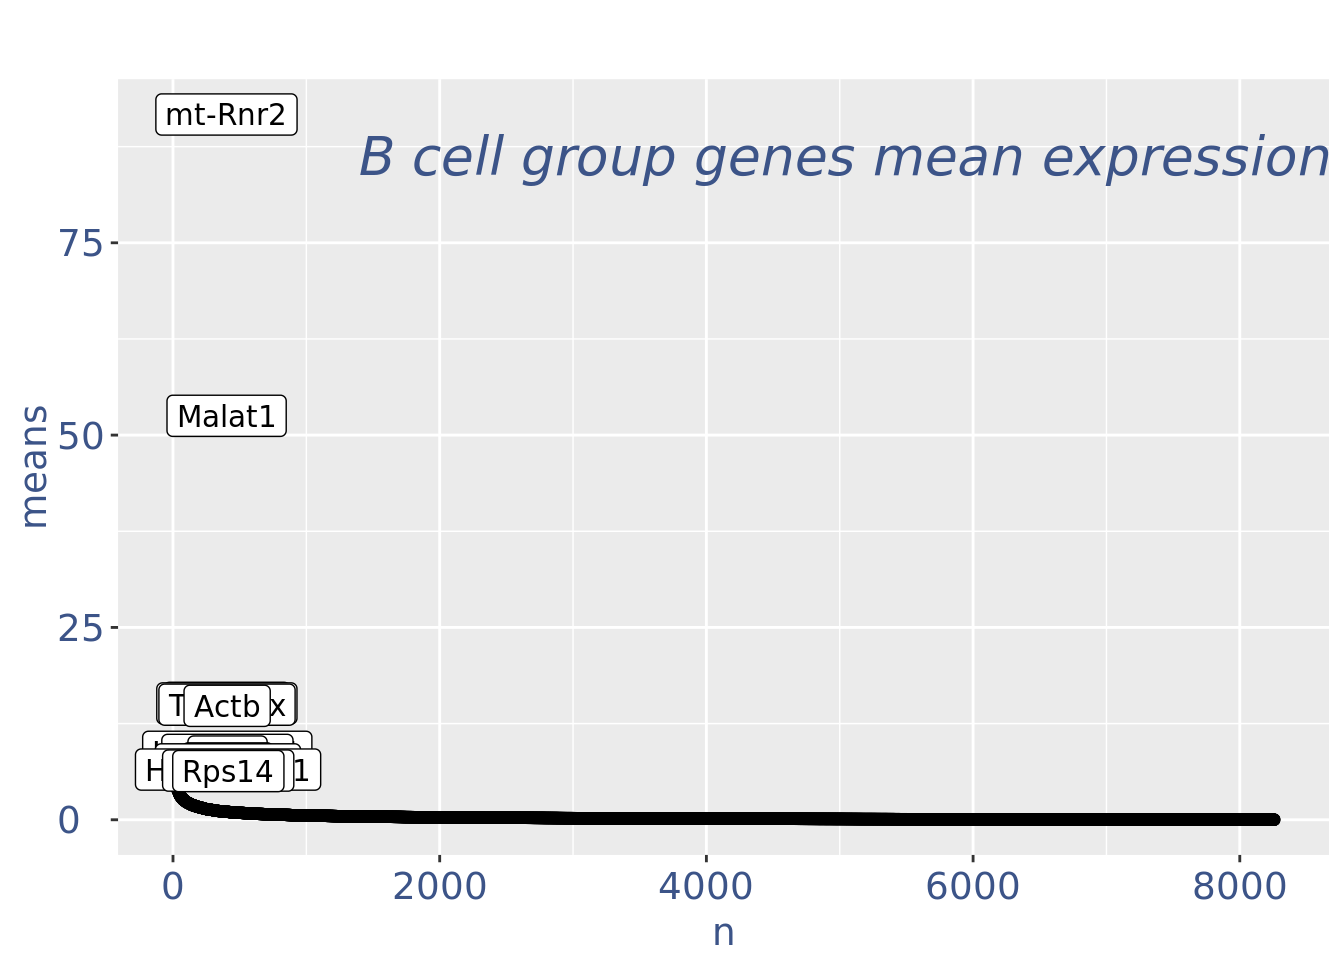 mt-Rnr2
B cell group genes mean expression
75
Malat1
50
means
25
Actb
Rps14
0
0 2000 4000 6000 8000
n